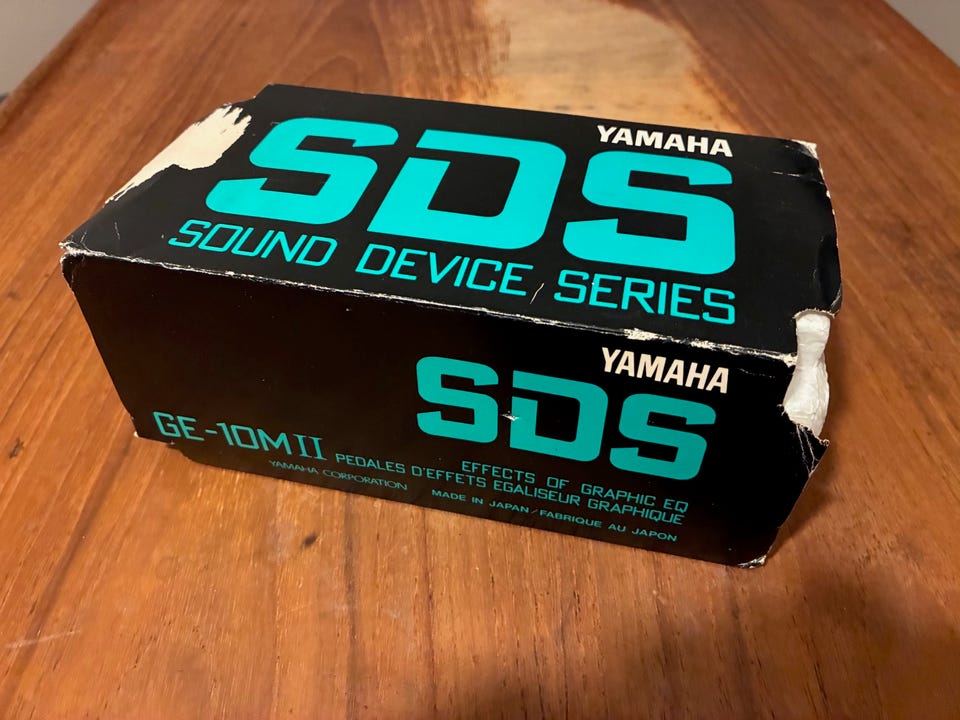 YAMAHA
SDS
SOUND DEVICE SERIES
YAMAHA
SDS
GE-10MII
EFFECTS OF GRAPHIC EQ
PEDALES D'EFFETS EGALISEUR GRAPHIQUE
YAMAHA CORPORATION MADE IN JAPAN/FABRIQUE AU JAPON